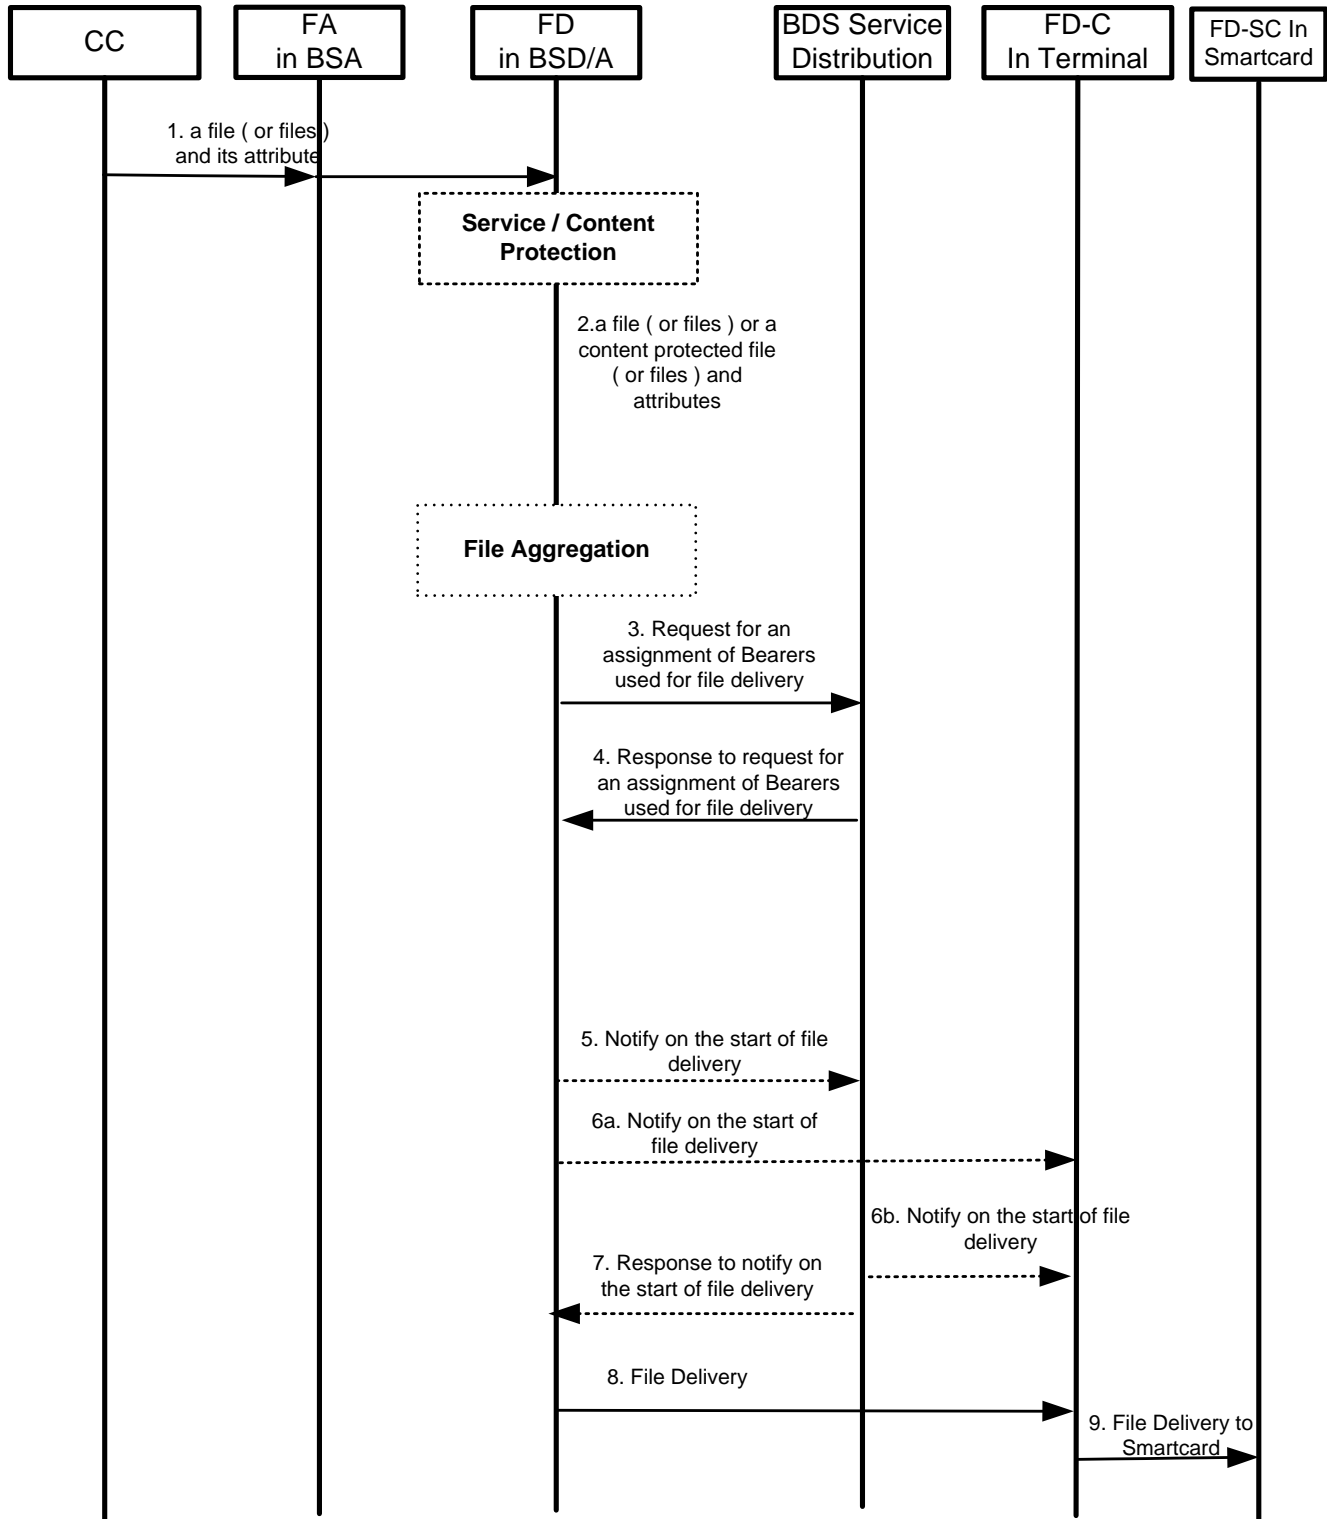 CC
FA
in BSA
FD
in BSD/A
BDS Service
Distribution
FD-C
In Terminal
FD-SC In
Smartcard
1. a file ( or files )
and its attribute
Service / Content
Protection
2.a file ( or files ) or a
content protected file
( or files ) and
attributes
File Aggregation
3. Request for an
assignment of Bearers
used for file delivery
4. Response to request for
an assignment of Bearers
used for file delivery
5. Notify on the start of file
delivery
6a. Notify on the start of
file delivery
6b. Notify on the start of file
delivery
7. Response to notify on
the start of file delivery
8. File Delivery
9. File Delivery to
Smartcard